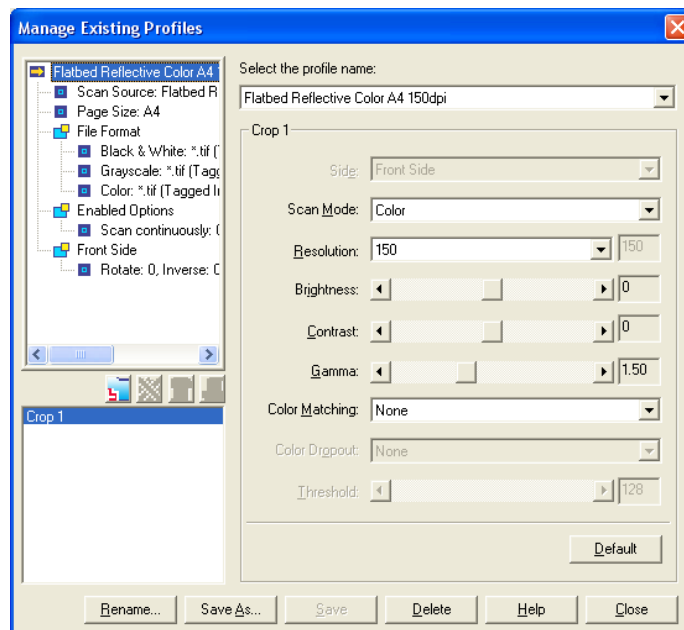 Manage Existing Profiles
Flatbed Reflective Color A4 1
Scan Source: Flatbed R
Page Size: A4
File Format
Black & White: *.tif (T
Grayscale: *.tif (Tagg
Color: *.tif (Tagged I
Enabled Options
Scan continuously: 
Front Side
Rotate: 0, Inverse: 
Crop 1
Select the profile name:
Flatbed Reflective Color A4 150dpi
Crop 1
Side: Front Side
Scan Mode: Color
Resolution: 150 150
Brightness: 0
Contrast: 0
Gamma: 1.50
Color Matching: None
Color Dropout: None
Threshold: 128
Default
Rename... Save As... Save Delete Help Close